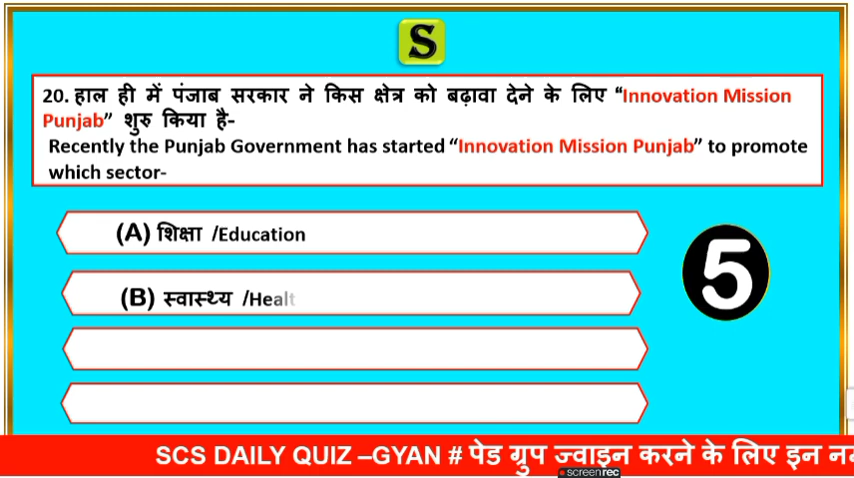 S
20. हाल ही में पंजाब सरकार ने किस क्षेत्र को बढ़ावा देने के लिए “Innovation Mission
Punjab” शुरु किया है-
Recently the Punjab Government has started “Innovation Mission Punjab” to promote
which sector-
(A) शिक्षा /Education
(B) स्वास्थ्य /Healt
5
SCS DAILY QUIZ –GYAN # पेड ग्रुप ज्वाइन करने के लिए इन
screenrec